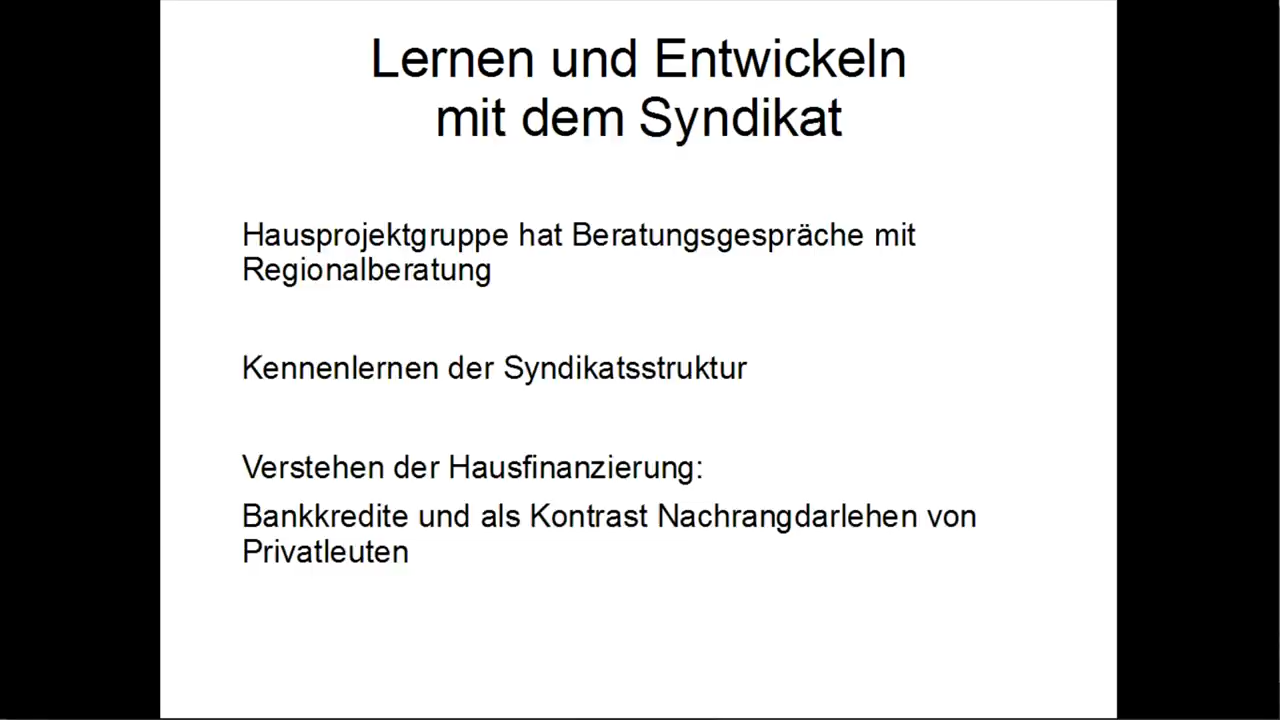 Lernen und Entwickeln
mit dem Syndikat
Hausprojektgruppe hat Beratungsgespräche mit
Regionalberatung
Kennenlernen der Syndikatsstruktur
Verstehen der Hausfinanzierung:
Bankkredite und als Kontrast Nachrangdarlehen von
Privatleuten